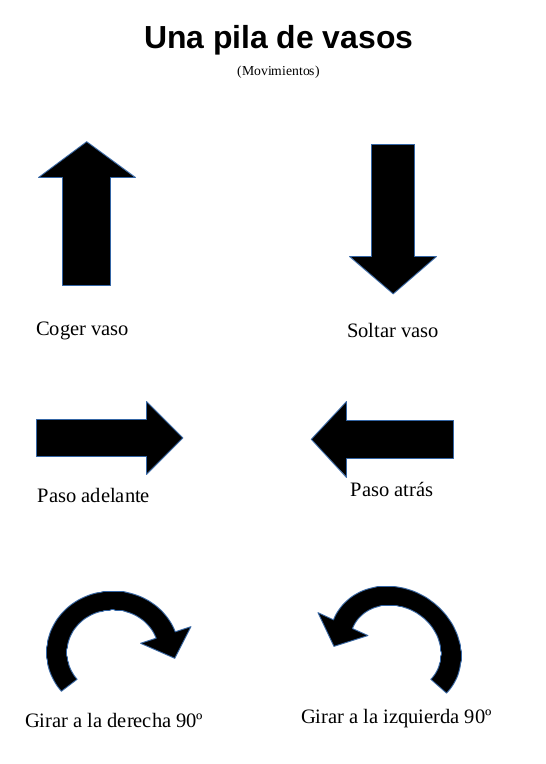 Una pila de vasos
(Movimientos)
Coger vaso
Soltar vaso
Paso adelante
Paso atrás
Girar a la derecha 90º
Girar a la izquierda 90º